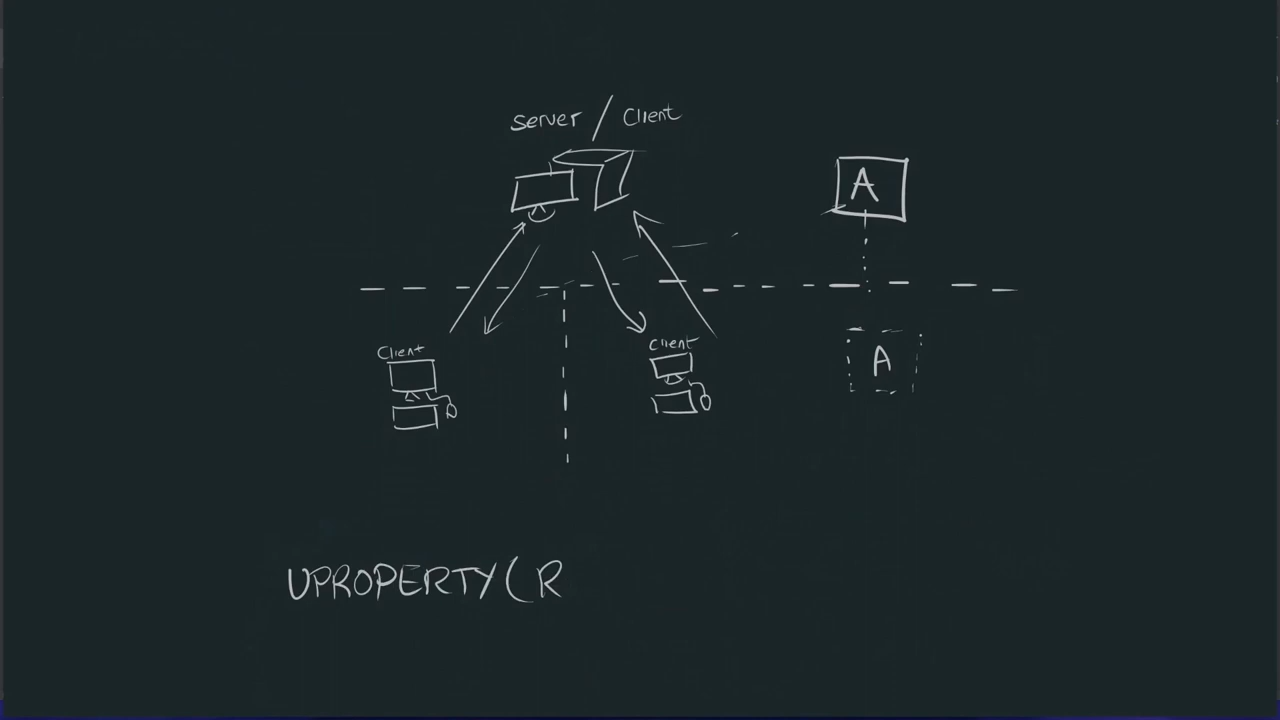 Server / Client
A
Client
Client
A
UPROPERTY(R